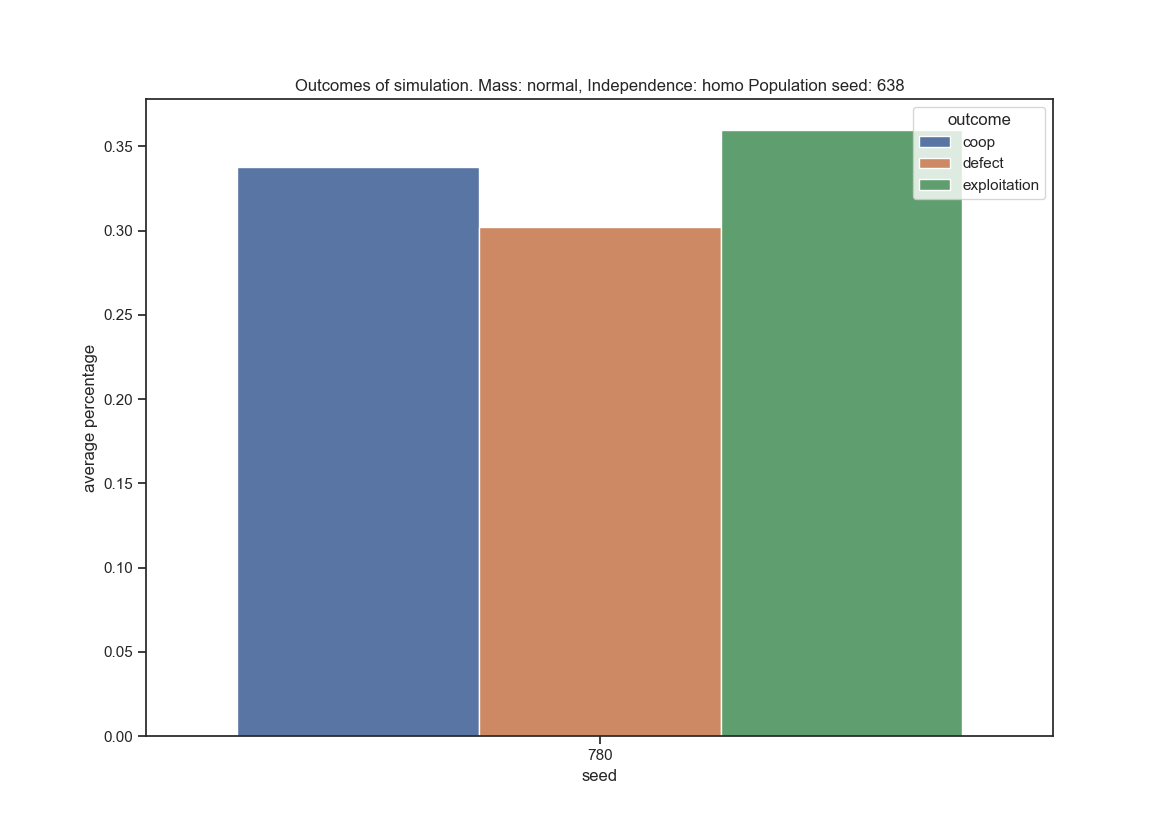 Outcomes of simulation. Mass: normal, Independence: homo Population seed: 638
outcome
coop
defect
exploitation
0.35
0.30
0.25
0.20
0.15
0.10
0.05
0.00
average percentage
780
seed